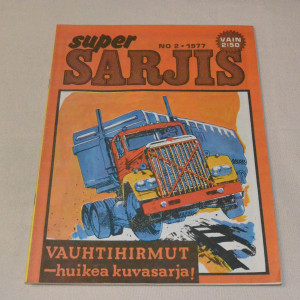 super
NO 2 • 1977
VAIN
2:50
SARJIS
VAUHTIHIRMUT
—huikea kuvasarja!